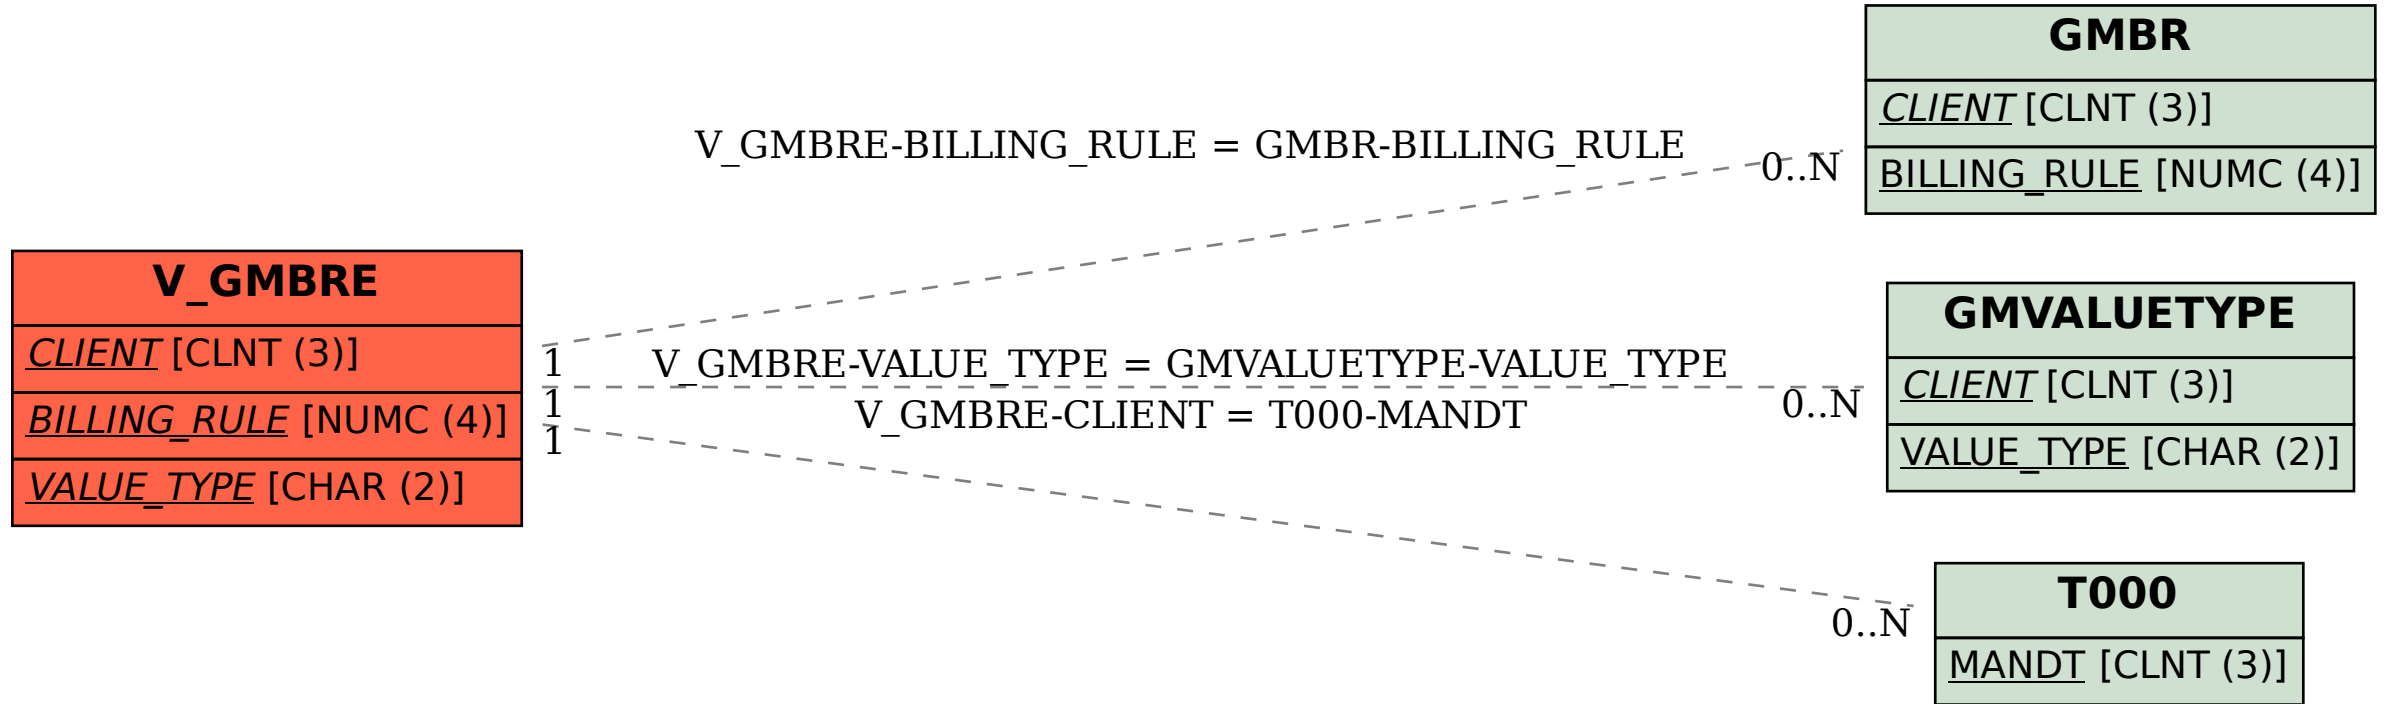 GMBR
CLIENT [CLNT (3)]
BILLING_RULE [NUMC (4)]
V_GMBRE-BILLING_RULE = GMBR-BILLING_RULE
0..N
V_GMBRE
CLIENT [CLNT (3)]
BILLING_RULE [NUMC (4)]
VALUE_TYPE [CHAR (2)]
1
V_GMBRE-VALUE_TYPE = GMVALUETYPE-VALUE_TYPE
1
0..N
V_GMBRE-CLIENT = T000-MANDT
1
GMVALUETYPE
CLIENT [CLNT (3)]
VALUE_TYPE [CHAR (2)]
0..N
T000
MANDT [CLNT (3)]